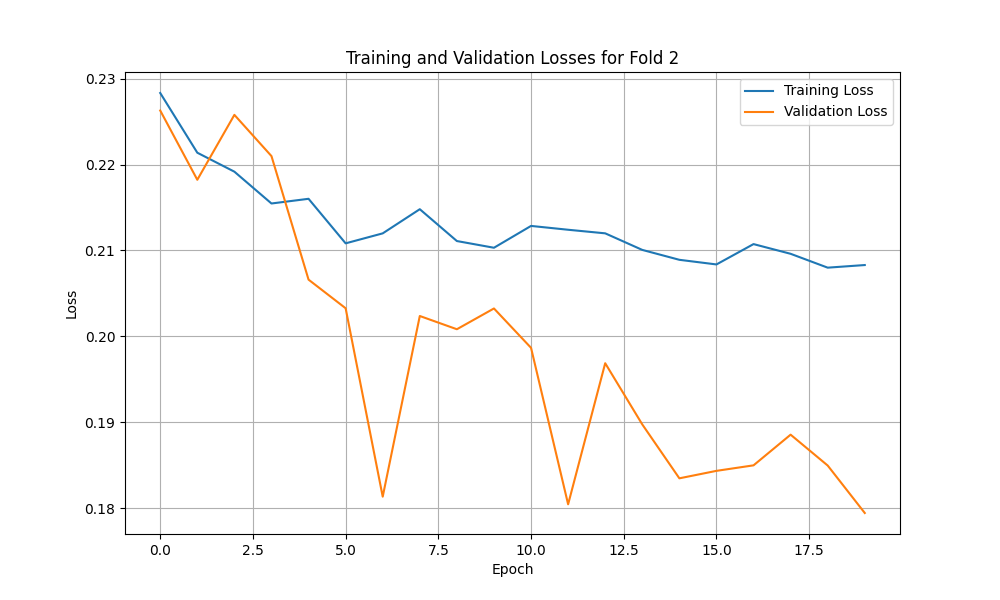 Training and Validation Losses for Fold 2
Training Loss
Validation Loss
Loss
0.23
0.22
0.21
0.20
0.19
0.18
0.0 2.5 5.0 7.5 10.0 12.5 15.0 17.5
Epoch